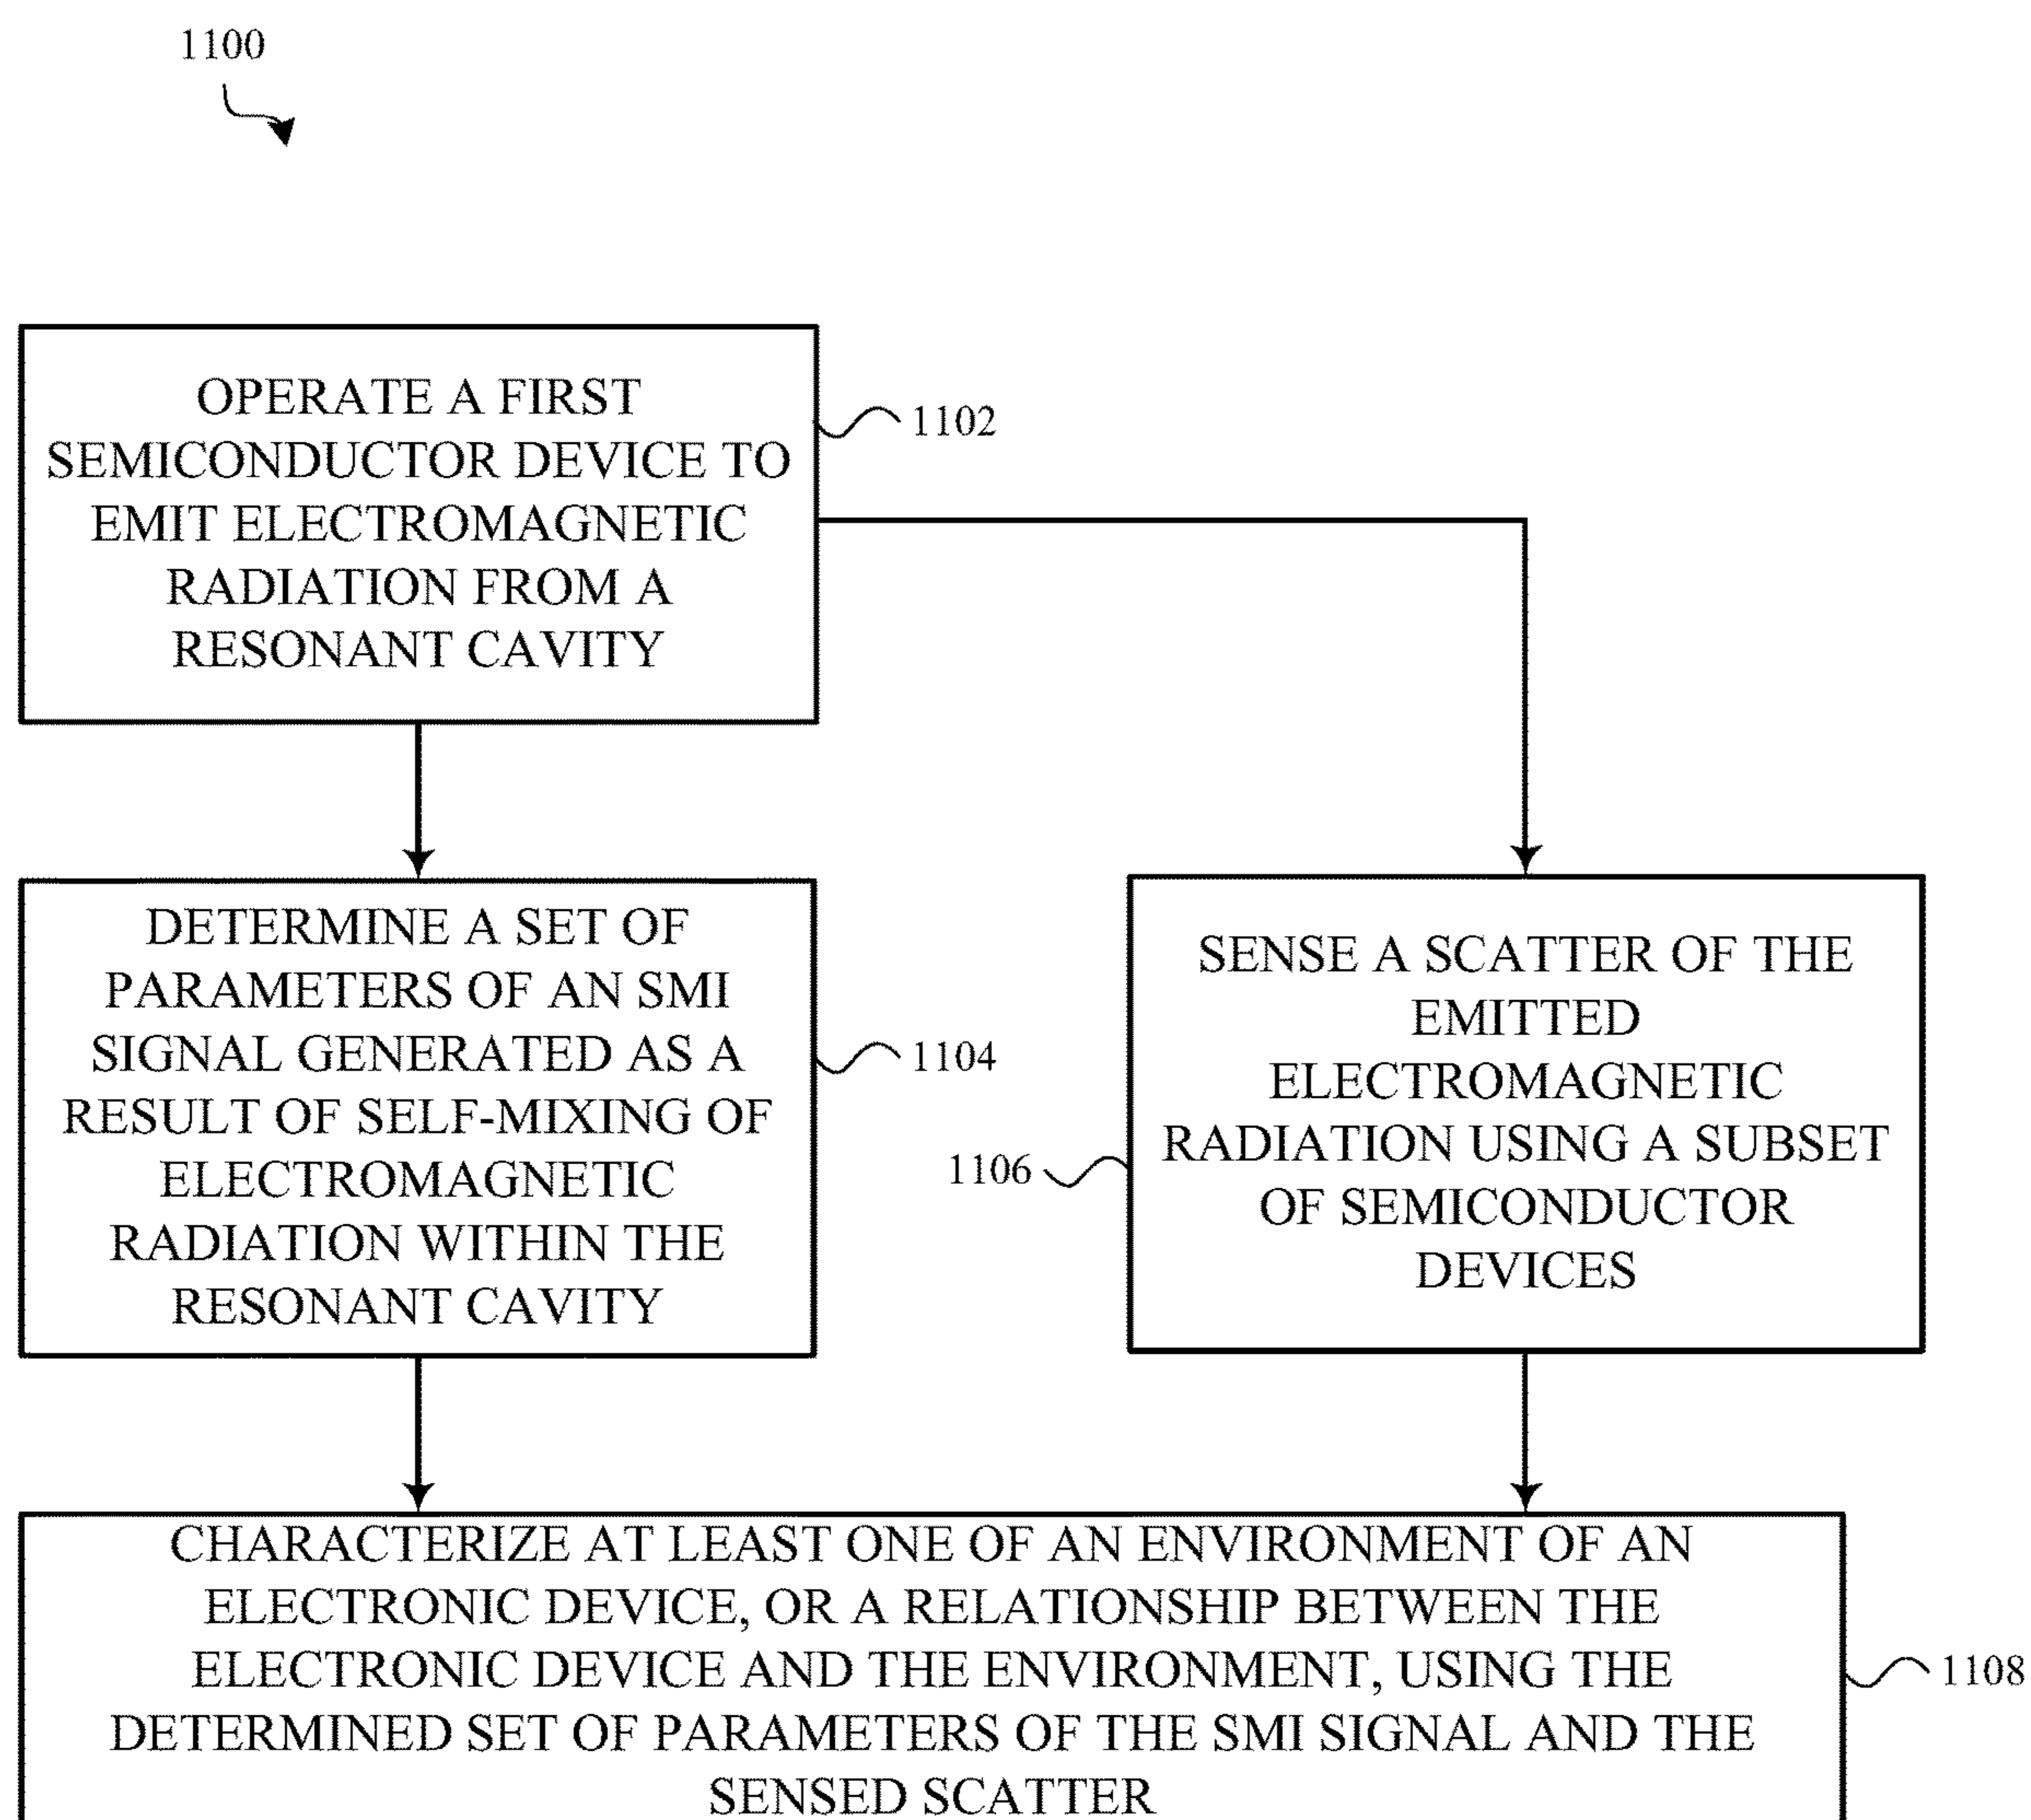 1100
OPERATE A FIRST
SEMICONDUCTOR DEVICE TO
EMIT ELECTROMAGNETIC
RADIATION FROM A
RESONANT CAVITY
1102
DETERMINE A SET OF
PARAMETERS OF AN SMI
SIGNAL GENERATED AS A
RESULT OF SELF-MIXING OF
ELECTROMAGNETIC
RADIATION WITHIN THE
RESONANT CAVITY
1104
SENSE A SCATTER OF THE
EMITTED
ELECTROMAGNETIC
RADIATION USING A SUBSET
OF SEMICONDUCTOR
DEVICES
1106
CHARACTERIZE AT LEAST ONE OF AN ENVIRONMENT OF AN
ELECTRONIC DEVICE, OR A RELATIONSHIP BETWEEN THE
ELECTRONIC DEVICE AND THE ENVIRONMENT, USING THE
DETERMINED SET OF PARAMETERS OF THE SMI SIGNAL AND THE
SENSED SCATTER
1108